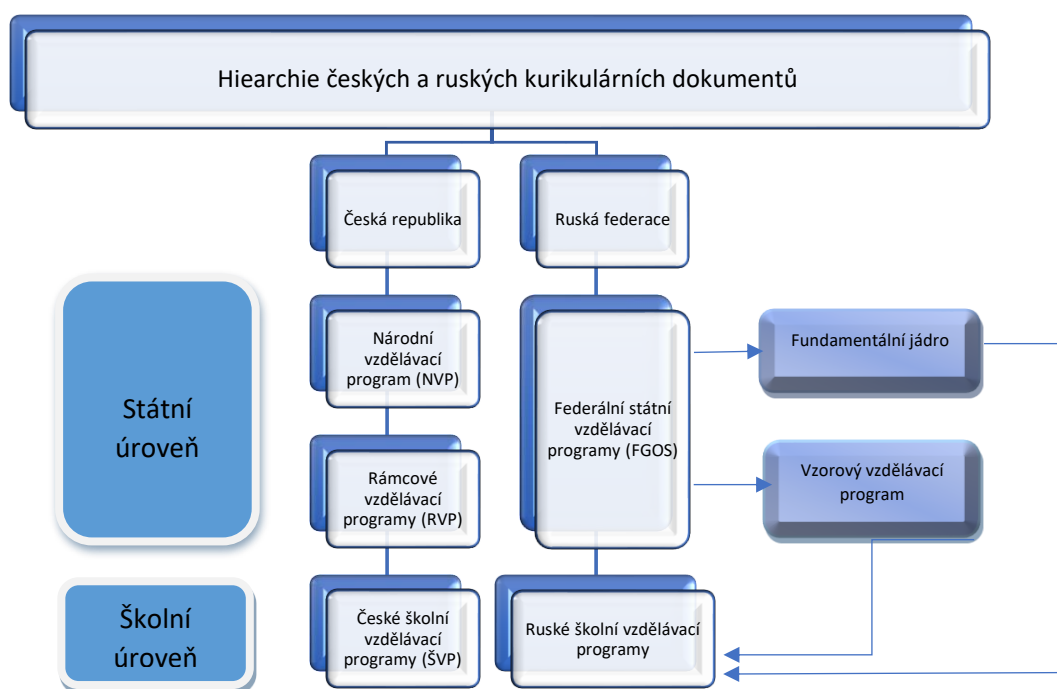 Hiearchie českých a ruských kurikulárních dokumentů
Česká republika
Ruská federace
Státní
úroveň
Národní
vzdělávací
program (NVP)
Federální státní
vzdělávací
programy (FGOS)
Fundamentální jádro
Rámcové
vzdělávací
programy (RVP)
Vzorový vzdělávací
program
Školní
úroveň
České školní
vzdělávací
programy (ŠVP)
Ruské školní vzdělávací
programy